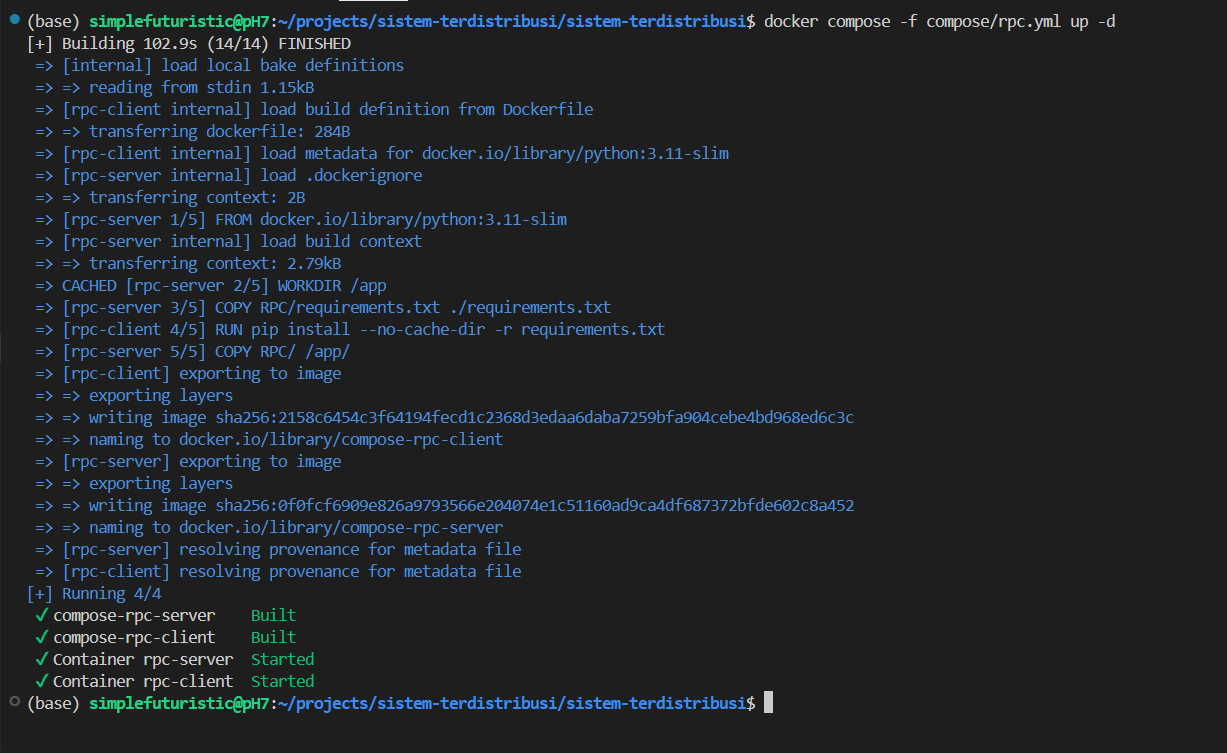 (base) simplefuturistic@pH7:~/projects/sistem-terdistribusi/sistem-terdistribusi$ docker compose -f compose/rpc.yml up -d
[+] Building 102.9s (14/14) FINISHED
=> [internal] load local bake definitions
=> => reading from stdin 1.15kB
=> [rpc-client internal] load build definition from Dockerfile
=> => transferring dockerfile: 284B
=> [rpc-client internal] load metadata for docker.io/library/python:3.11-slim
=> [rpc-server internal] load .dockerignore
=> => transferring context: 2B
=> [rpc-server 1/5] FROM docker.io/library/python:3.11-slim
=> [rpc-server internal] load build context
=> => transferring context: 2.79kB
=> CACHED [rpc-server 2/5] WORKDIR /app
=> [rpc-server 3/5] COPY RPC/requirements.txt ./requirements.txt
=> [rpc-client 4/5] RUN pip install --no-cache-dir -r requirements.txt
=> [rpc-server 5/5] COPY RPC/ /app/
=> [rpc-client] exporting to image
=> => exporting layers
=> => writing image sha256:2158c6454c3f64194fecd1c2368d3edaa6daba7259bfa904cebe4bd968ed6c3c
=> => naming to docker.io/library/compose-rpc-client
=> [rpc-server] exporting to image
=> => exporting layers
=> => writing image sha256:0f0fcf6909e826a9793566e204074e1c51160ad9ca4df687372bfde602c8a452
=> => naming to docker.io/library/compose-rpc-server
=> [rpc-server] resolving provenance for metadata file
=> [rpc-client] resolving provenance for metadata file
[+] Running 4/4
✔ compose-rpc-server Built
✔ compose-rpc-client Built
✔ Container rpc-server Started
✔ Container rpc-client Started
(base) simplefuturistic@pH7:~/projects/sistem-terdistribusi/sistem-terdistribusi$